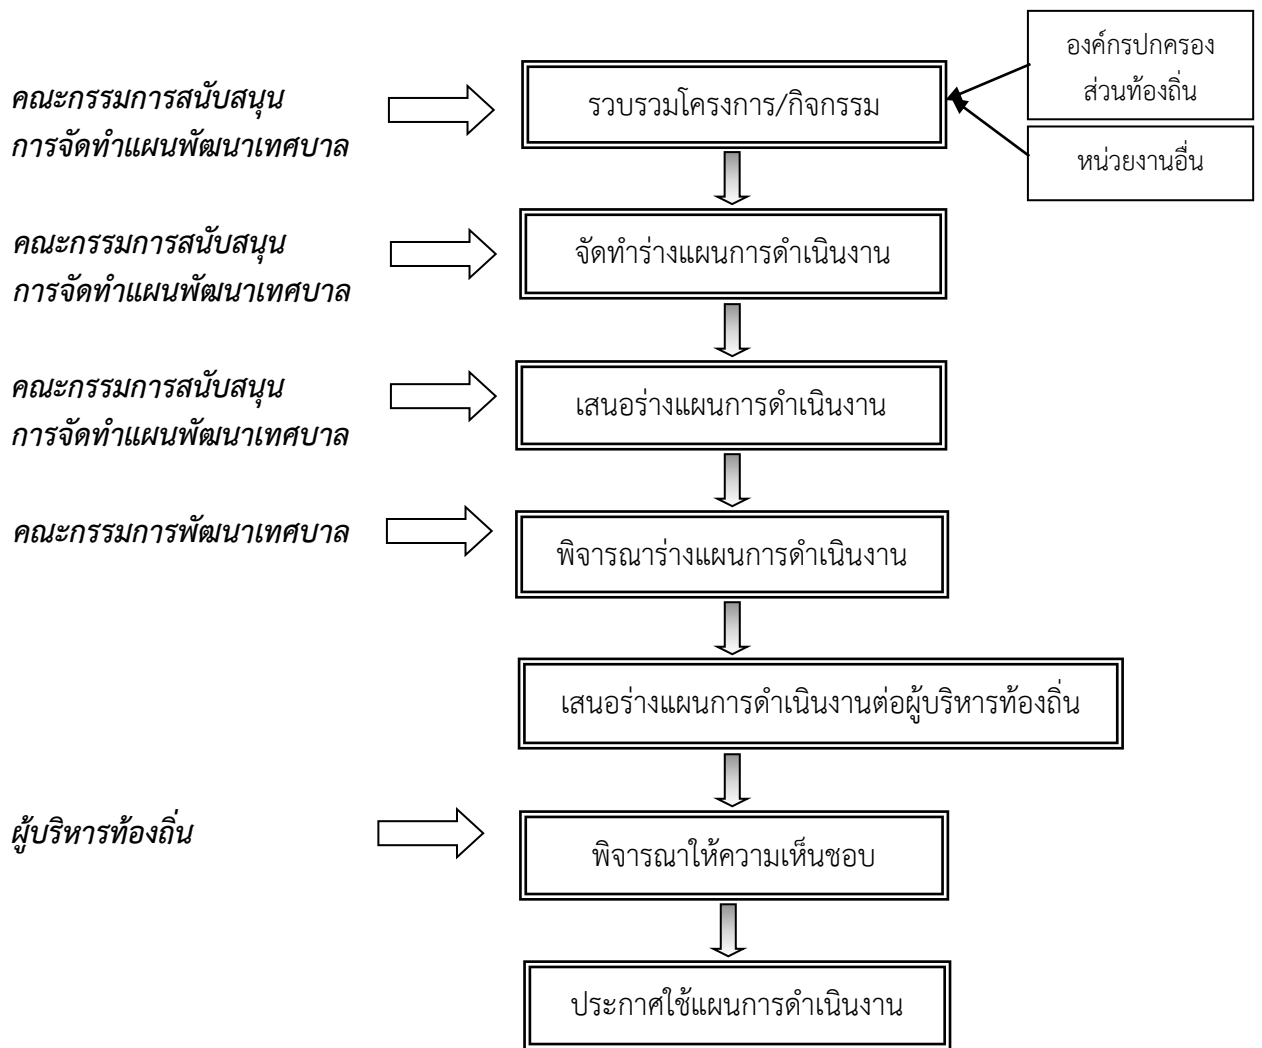 องค์กรปกครอง
ส่วนท้องถิ่น
คณะกรรมการสนับสนุน
การจัดทำแผนพัฒนาเทศบาล
รวบรวมโครงการ/กิจกรรม
หน่วยงานอื่น
คณะกรรมการสนับสนุน
การจัดทำแผนพัฒนาเทศบาล
จัดทำร่างแผนการดำเนินงาน
คณะกรรมการสนับสนุน
การจัดทำแผนพัฒนาเทศบาล
เสนอร่างแผนการดำเนินงาน
คณะกรรมการพัฒนาเทศบาล
พิจารณาร่างแผนการดำเนินงาน
เสนอร่างแผนการดำเนินงานต่อผู้บริหารท้องถิ่น
ผู้บริหารท้องถิ่น
พิจารณาให้ความเห็นชอบ
ประกาศใช้แผนการดำเนินงาน